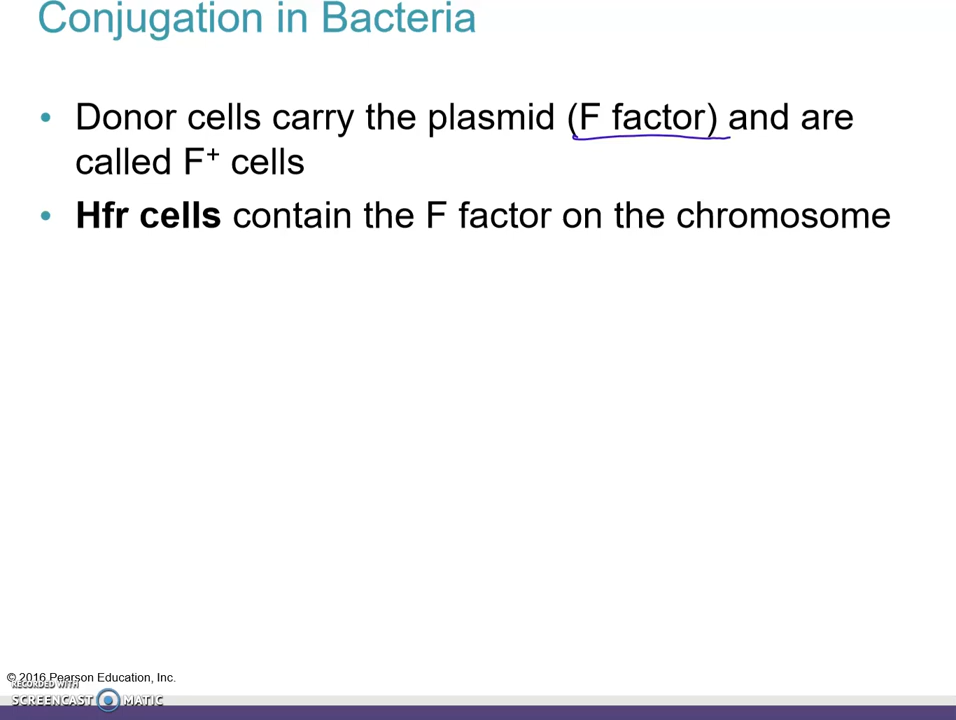 Conjugation in Bacteria
• Donor cells carry the plasmid (F factor) and are
called F⁺ cells
• Hfr cells contain the F factor on the chromosome
© 2016 Pearson Education, Inc.
RECORDED WITH
SCREENCAST MATIC